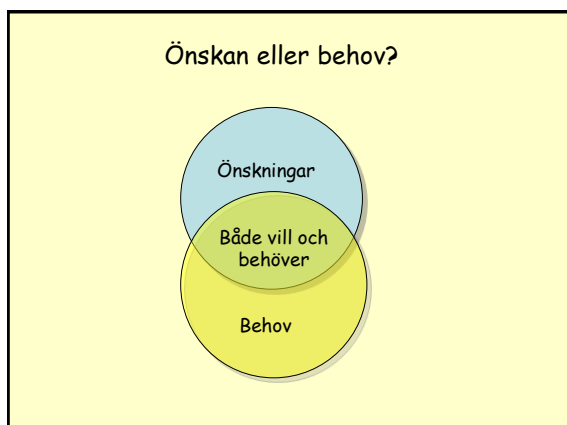 Önskan eller behov?
Önskningar
Både vill och
behöver
Behov